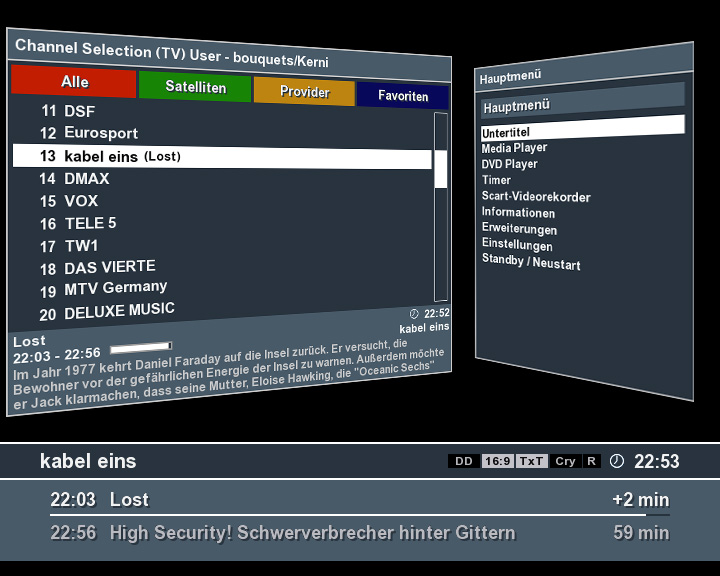 Channel Selection (TV) User - bouquets/Kerni
Alle Satelliten Provider Favoriten
11 DSF
12 Eurosport
13 kabel eins (Lost)
14 DMAX
15 VOX
16 TELE 5
17 TW1
18 DAS VIERTE
19 MTV Germany
20 DELUXE MUSIC
22:52
Lost
kabel eins
22:03 - 22:56
Im Jahr 1977 kehrt Daniel Faraday auf die Insel zurück. Er versucht, die
Bewohner vor der gefährlichen Energie der Insel zu warnen. Außerdem möchte
er Jack klarmachen, dass seine Mutter, Eloise Hawking, die "Oceanic Sechs"
Hauptmenü
Hauptmenü
Untertitel
Media Player
DVD Player
Timer
Scart-Videorekorder
Informationen
Erweiterungen
Einstellungen
Standby / Neustart
kabel eins DD 16:9 TxT Cry R 22:53
22:03 Lost +2 min
22:56 High Security! Schwerverbrecher hinter Gittern 59 min